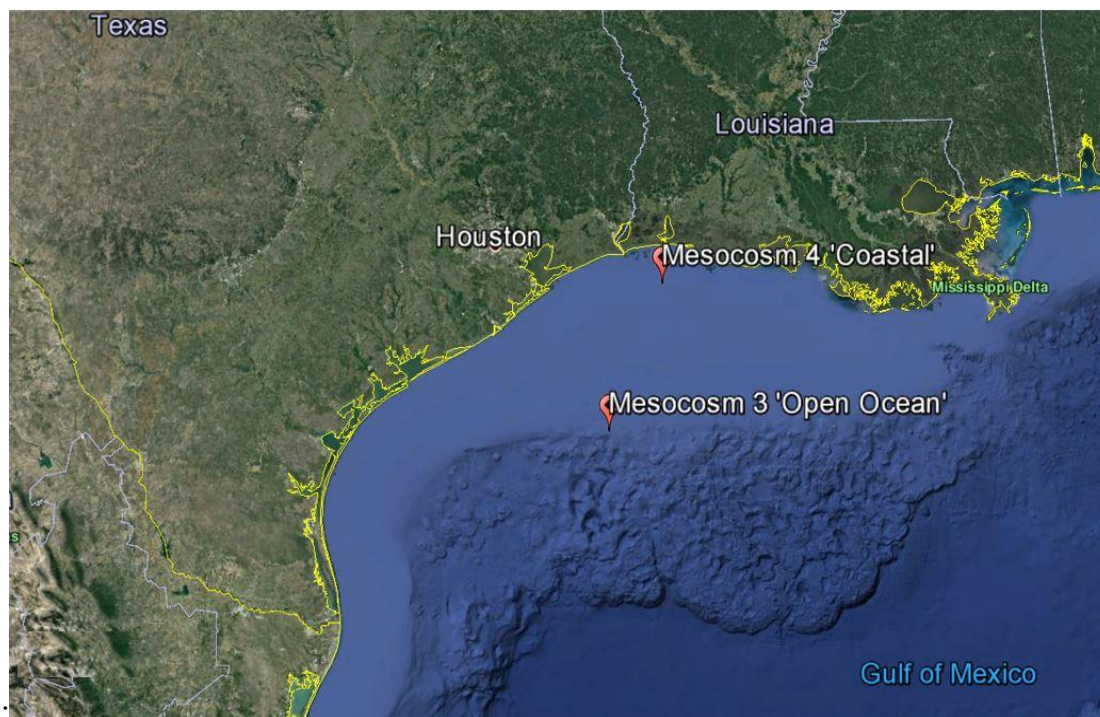 Texas
Louisiana
Houston
Mesocosm 4 'Coastal'
Mississippi Delta
Mesocosm 3 'Open Ocean'
Gulf of Mexico